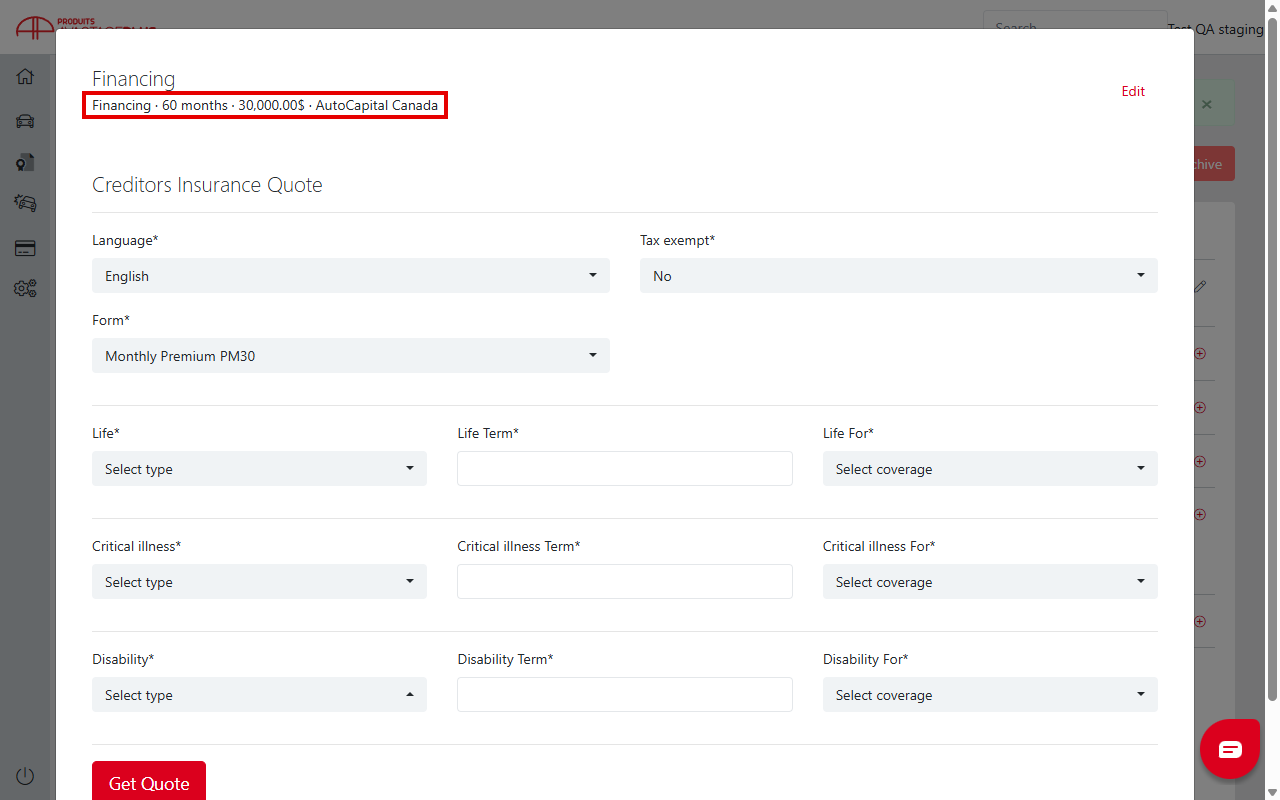 PRODUITS
Search
Test QA staging
Financing
Financing · 60 months · 30,000.00$ · AutoCapital Canada
Edit
Creditors Insurance Quote
Language*
Tax exempt*
English
No
Form*
Monthly Premium PM30
Life*
Life Term*
Life For*
Select type
Select coverage
Critical illness*
Critical illness Term*
Critical illness For*
Select type
Select coverage
Disability*
Disability Term*
Disability For*
Select type
Select coverage
Get Quote